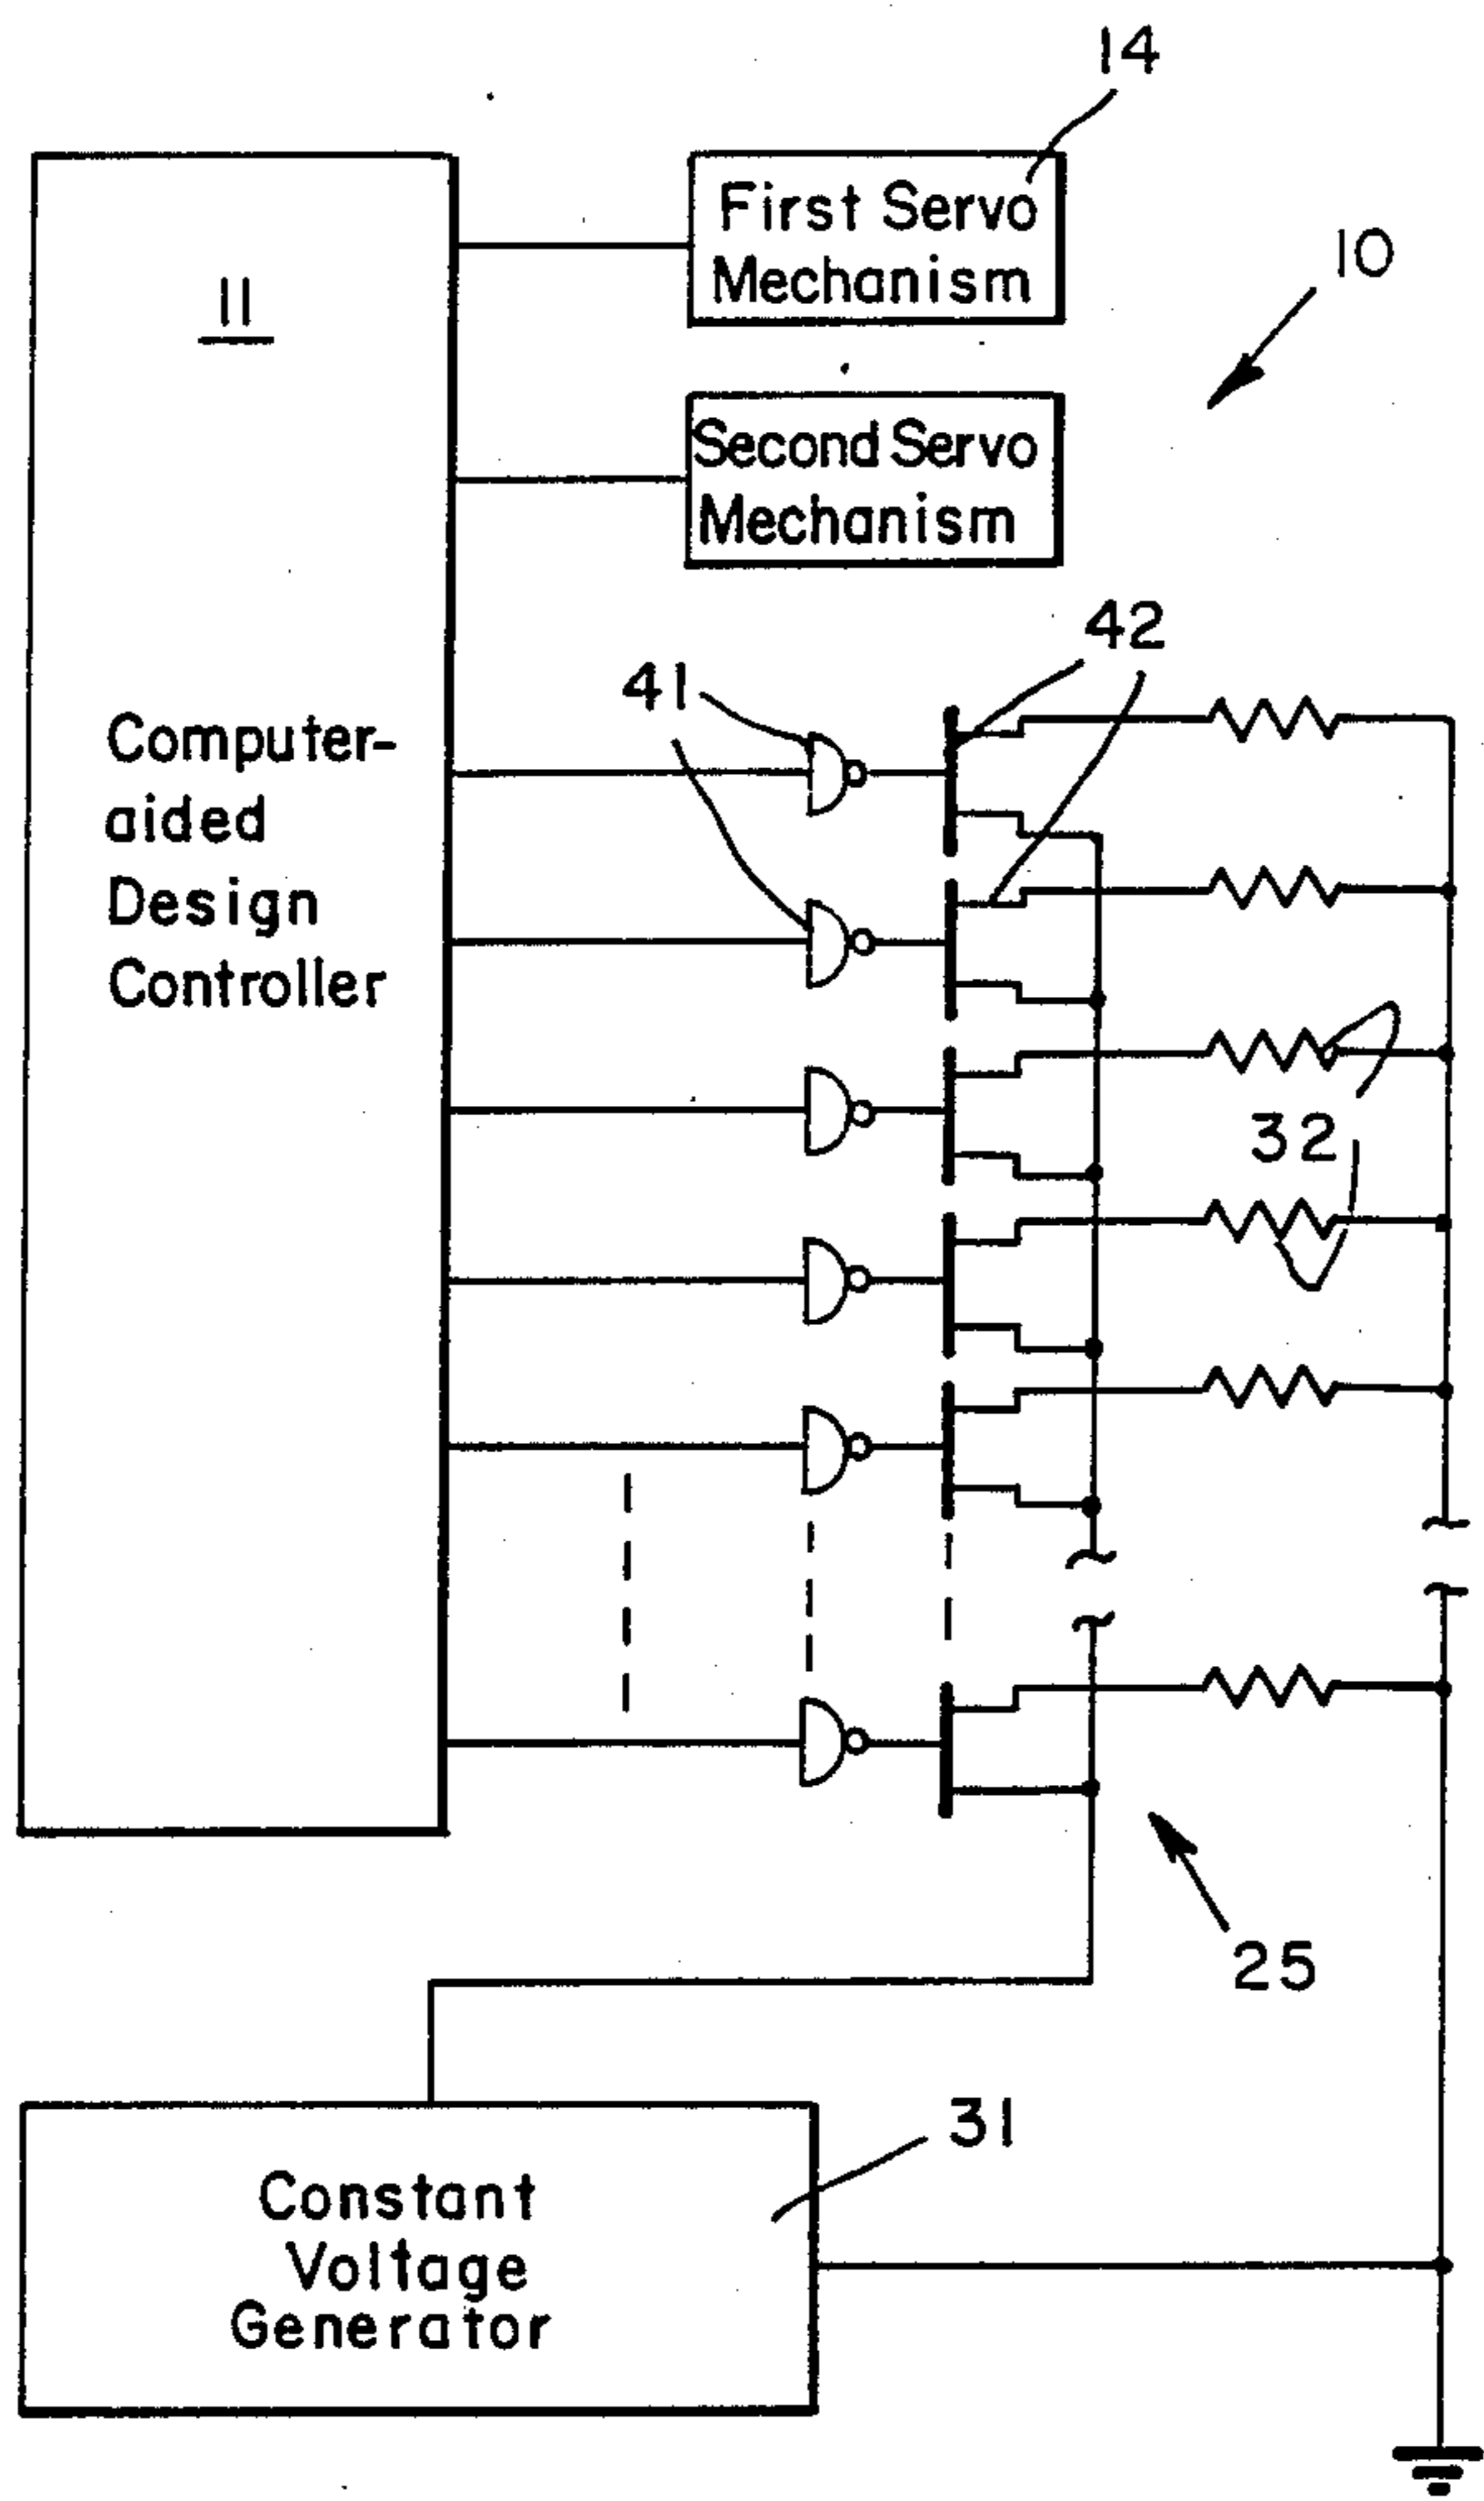 14
First Servo
Mechanism
10
11
Second Servo
Mechanism
42
41
Computer-
aided
Design
Controller
32
25
31
Constant
Voltage
Generator